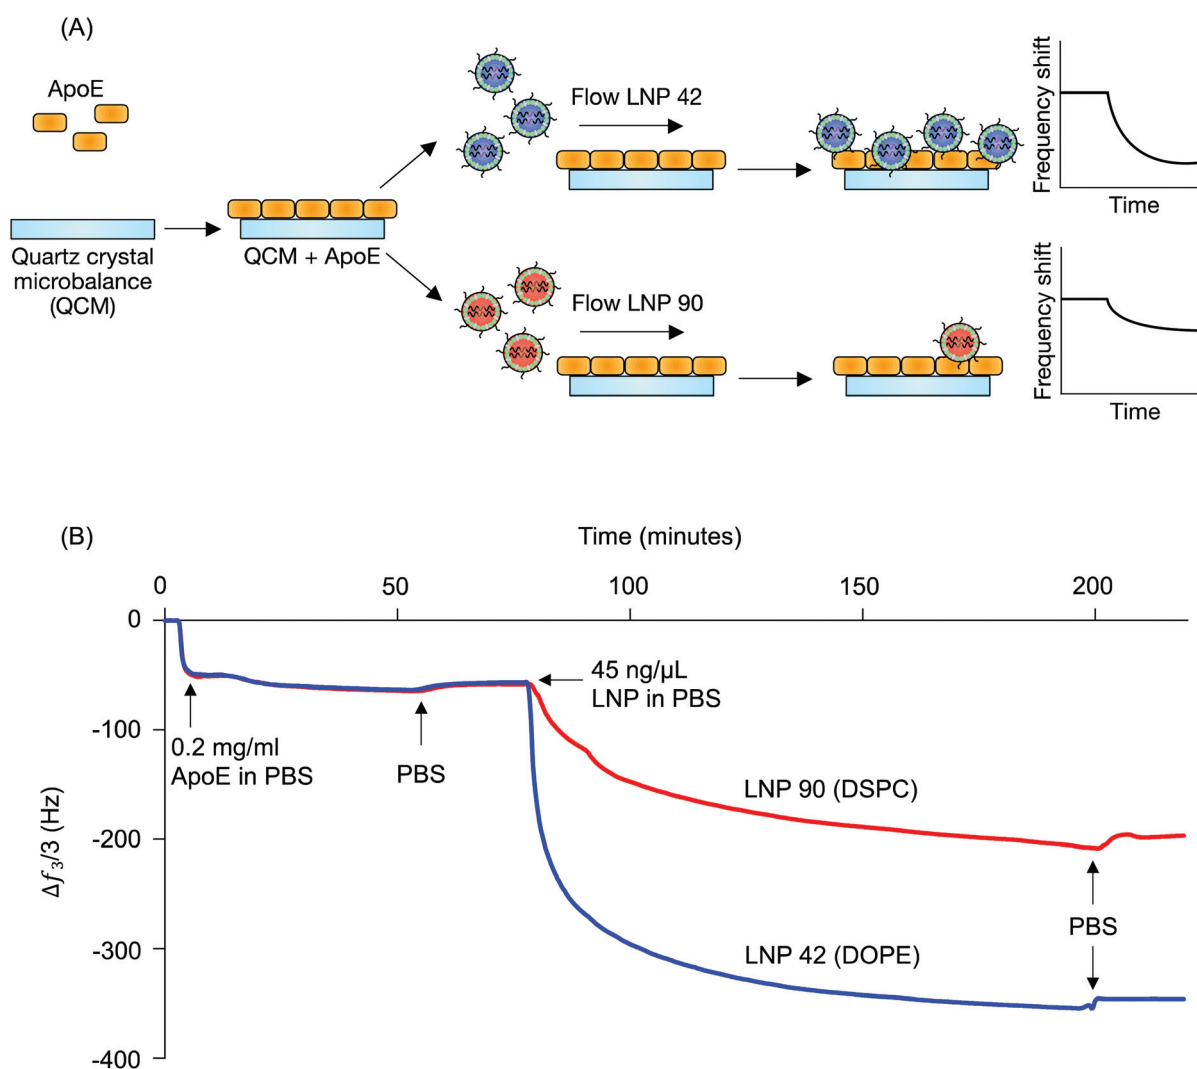 (A)
ApoE
Quartz crystal
microbalance
(QCM)
QCM + ApoE
Flow LNP 42
Flow LNP 90
Frequency shift
Time
Frequency shift
Time
(B)
Time (minutes)
0
50
100
150
200
0
-100
-200
-300
-400
Δf₃/3 (Hz)
0.2 mg/ml
ApoE in PBS
PBS
45 ng/µL
LNP in PBS
LNP 90 (DSPC)
LNP 42 (DOPE)
PBS